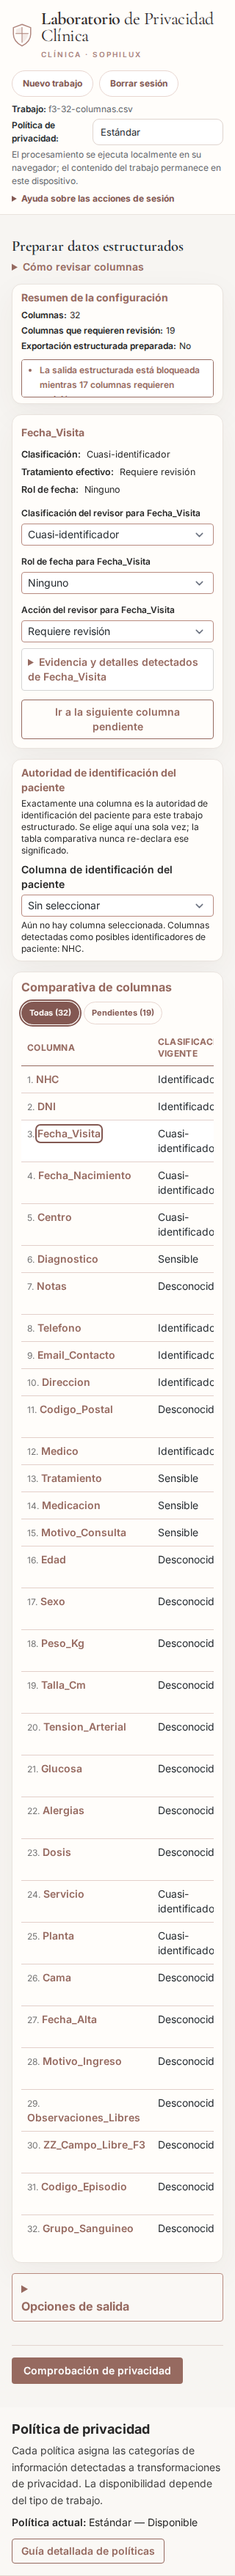 Laboratorio de Privacidad
Clínica
CLÍNICA · SOPHILUX
Nuevo trabajo
Borrar sesión
Trabajo: f3-32-columns.csv
Política de
privacidad:
Estándar
El procesamiento se ejecuta localmente en su
navegador; el contenido del trabajo permanece en
este dispositivo.
Ayuda sobre las acciones de sesión
Preparar datos estructurados
Cómo revisar columnas
Resumen de la configuración
Columnas: 32
Columnas que requieren revisión: 19
Exportación estructurada preparada: No
• La salida estructurada está bloqueada
mientras 17 columnas requieren
Fecha_Visita
Clasificación: Cuasi-identificador
Tratamiento efectivo: Requiere revisión
Rol de fecha: Ninguno
Clasificación del revisor para Fecha_Visita
Cuasi-identificador
Rol de fecha para Fecha_Visita
Ninguno
Acción del revisor para Fecha_Visita
Requiere revisión
Evidencia y detalles detectados
de Fecha_Visita
Ir a la siguiente columna
pendiente
Autoridad de identificación del
paciente
Exactamente una columna es la autoridad de
identificación del paciente para este trabajo
estructurado. Se elige aquí una sola vez; la
tabla comparativa nunca re-declara ese
significado.
Columna de identificación del
paciente
Sin seleccionar
Aún no hay columna seleccionada. Columnas
detectadas como posibles identificadores de
paciente: NHC.
Comparativa de columnas
Todas (32)
Pendientes (19)
COLUMNA
CLASIFICAC
VIGENTE
1. NHC
Identificado
2. DNI
Identificado
3. Fecha_Visita
Cuasi-
identificado
4. Fecha_Nacimiento
Cuasi-
identificado
5. Centro
Cuasi-
identificado
6. Diagnostico
Sensible
7. Notas
Desconocid
8. Telefono
Identificado
9. Email_Contacto
Identificado
10. Direccion
Identificado
11. Codigo_Postal
Desconocid
12. Medico
Identificado
13. Tratamiento
Sensible
14. Medicacion
Sensible
15. Motivo_Consulta
Sensible
16. Edad
Desconocid
17. Sexo
Desconocid
18. Peso_Kg
Desconocid
19. Talla_Cm
Desconocid
20. Tension_Arterial
Desconocid
21. Glucosa
Desconocid
22. Alergias
Desconocid
23. Dosis
Desconocid
24. Servicio
Cuasi-
identificado
25. Planta
Cuasi-
identificado
26. Cama
Desconocid
27. Fecha_Alta
Desconocid
28. Motivo_Ingreso
Desconocid
29.
Observaciones_Libres
Desconocid
30. ZZ_Campo_Libre_F3
Desconocid
31. Codigo_Episodio
Desconocid
32. Grupo_Sanguineo
Desconocid
Opciones de salida
Comprobación de privacidad
Política de privacidad
Cada política asigna las categorías de
información detectadas a transformaciones
de privacidad. La disponibilidad depende
del tipo de trabajo.
Política actual: Estándar — Disponible
Guía detallada de políticas